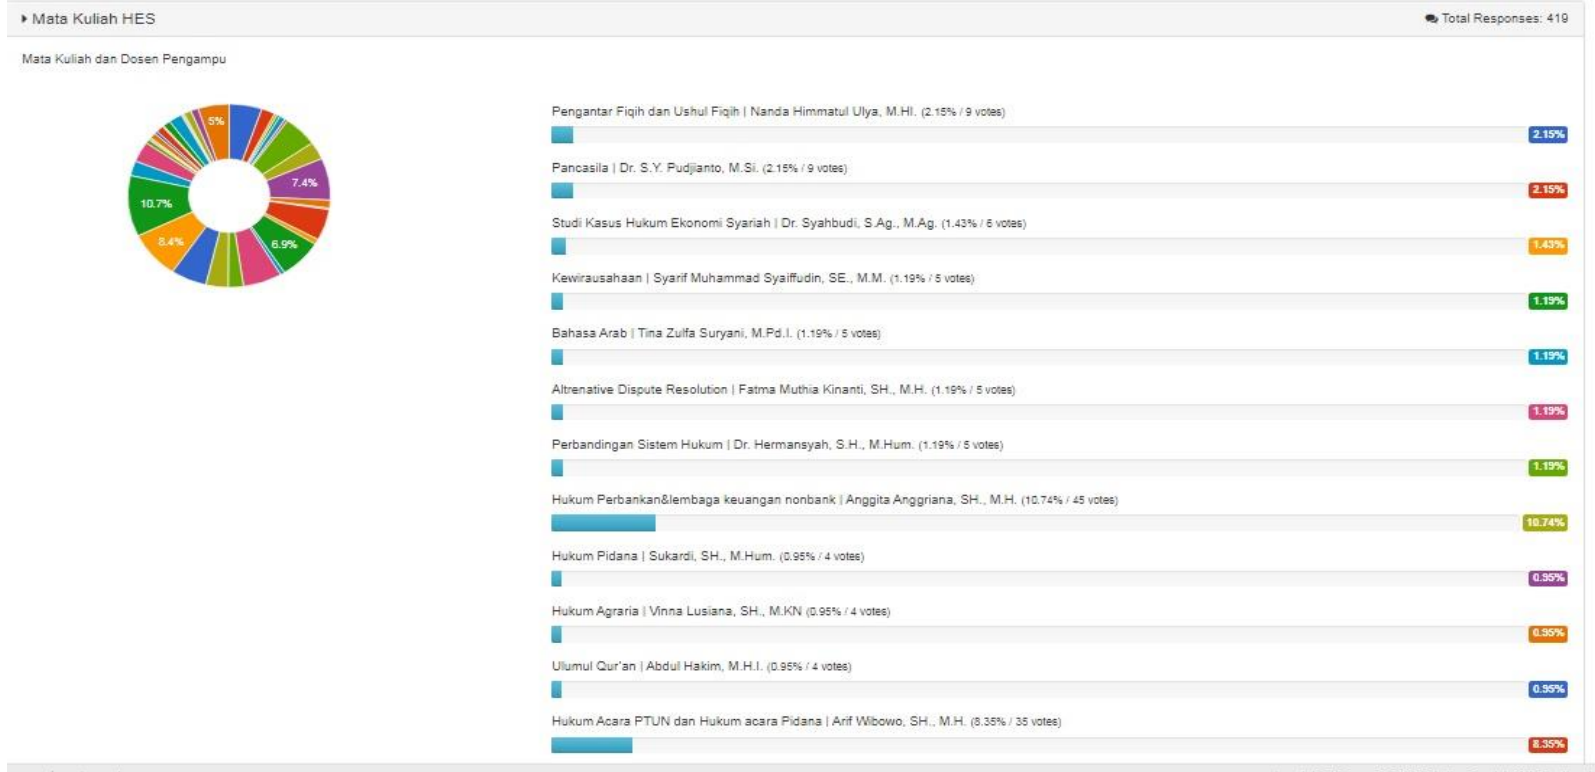 Mata Kuliah HES
Total Responses: 419
Mata Kuliah dan Dosen Pengampu
5%
7.4%
10.7%
8.4%
6.9%
Pengantar Fiqih dan Ushul Fiqih | Nanda Himmatul Ulya, M.HI. (2.15% / 9 votes)
2.15%
Pancasila | Dr. S.Y. Pudjianto, M.Si. (2.15% / 9 votes)
2.15%
Studi Kasus Hukum Ekonomi Syariah | Dr. Syahbudi, S.Ag., M.Ag. (1.43% / 6 votes)
1.43%
Kewirausahaan | Syarif Muhammad Syaiffudin, SE., M.M. (1.19% / 5 votes)
1.19%
Bahasa Arab | Tina Zulfa Suryani, M.Pd.I. (1.19% / 5 votes)
1.19%
Altrenative Dispute Resolution | Fatma Muthia Kinanti, SH., M.H. (1.19% / 5 votes)
1.19%
Perbandingan Sistem Hukum | Dr. Hermansyah, S.H., M.Hum. (1.19% / 5 votes)
1.19%
Hukum Perbankan&lembaga keuangan nonbank | Anggita Anggriana, SH., M.H. (10.74% / 45 votes)
10.74%
Hukum Pidana | Sukardi, SH., M.Hum. (0.95% / 4 votes)
0.95%
Hukum Agraria | Vinna Lusiana, SH., M.KN (0.95% / 4 votes)
0.95%
Ulumul Qur'an | Abdul Hakim, M.H.I. (0.95% / 4 votes)
0.95%
Hukum Acara PTUN dan Hukum acara Pidana | Arif Wibowo, SH., M.H. (8.35% / 35 votes)
8.35%